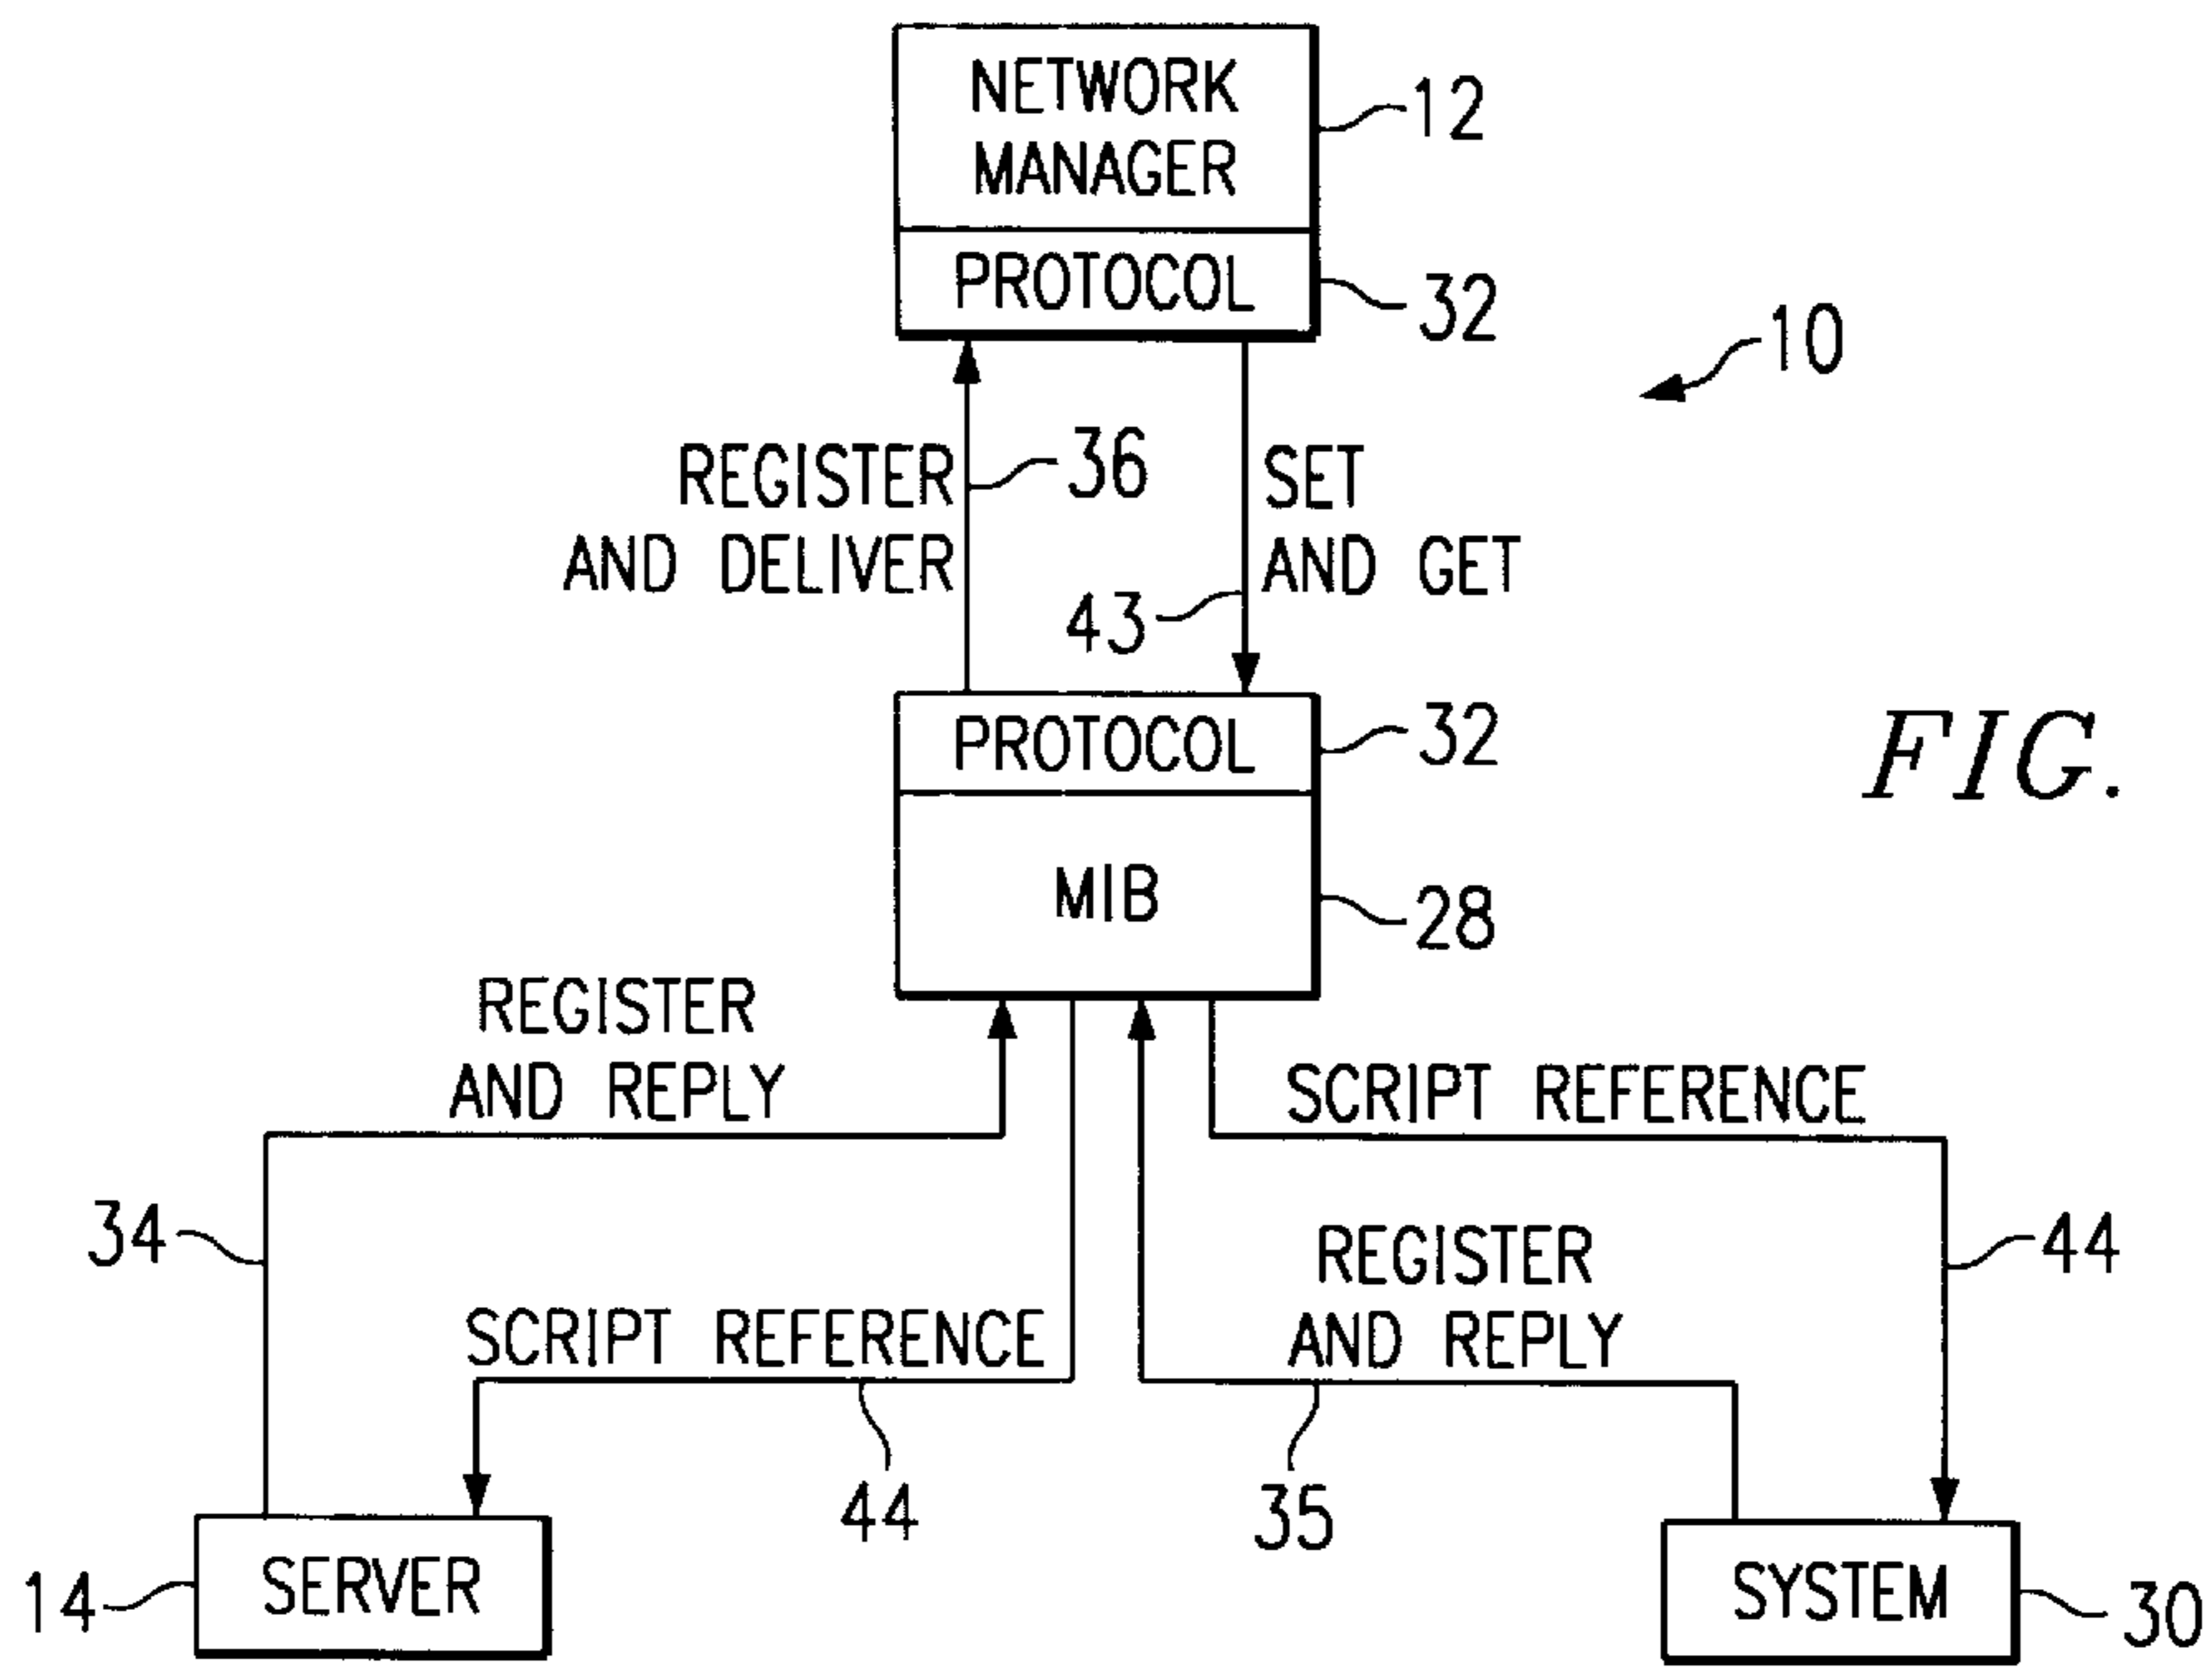 NETWORK
MANAGER
12
PROTOCOL
32
10
REGISTER
AND DELIVER
36
SET
AND GET
43
PROTOCOL
32
FIG.
MIB
28
REGISTER
AND REPLY
SCRIPT REFERENCE
34
REGISTER
AND REPLY
44
SCRIPT REFERENCE
44
35
14
SERVER
SYSTEM
30